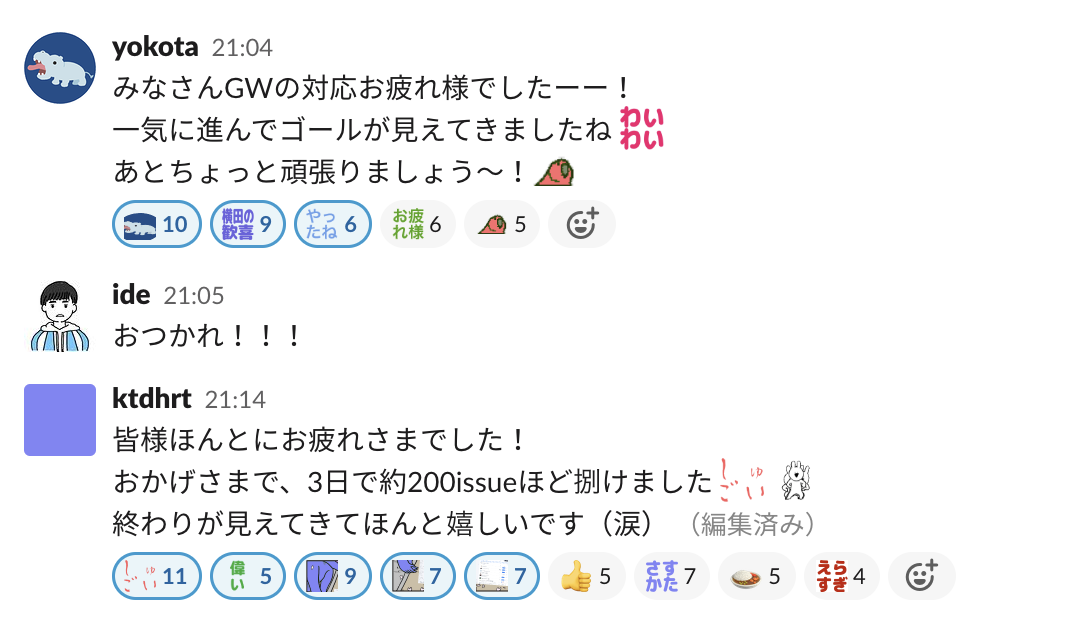 yokota 21:04
みなさんGWの対応お疲れ様でしたーー！
一気に進んでゴールが見えてきましたね わいわい
あとちょっと頑張りましょう〜！
10 横田の歓喜 9 やったね 6 お疲れ様 6 5
ide 21:05
おつかれ！！！
ktdhrt 21:14
皆様ほんとにお疲れさまでした！
おかげさまで、3日で約200issueほど捌けました しごゅい
終わりが見えてきてほんと嬉しいです（涙） （編集済み）
しごゅい 11 偉い 5 9 7 7 5 さすかた 7 5 えらすぎ 4